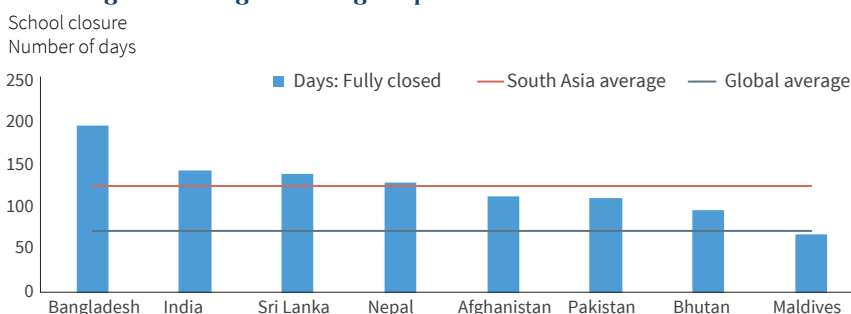 School closure
Number of days
250
Days: Fully closed
South Asia average
Global average
200
150
100
50
0
Bangladesh
India
Sri Lanka
Nepal
Afghanistan
Pakistan
Bhutan
Maldives